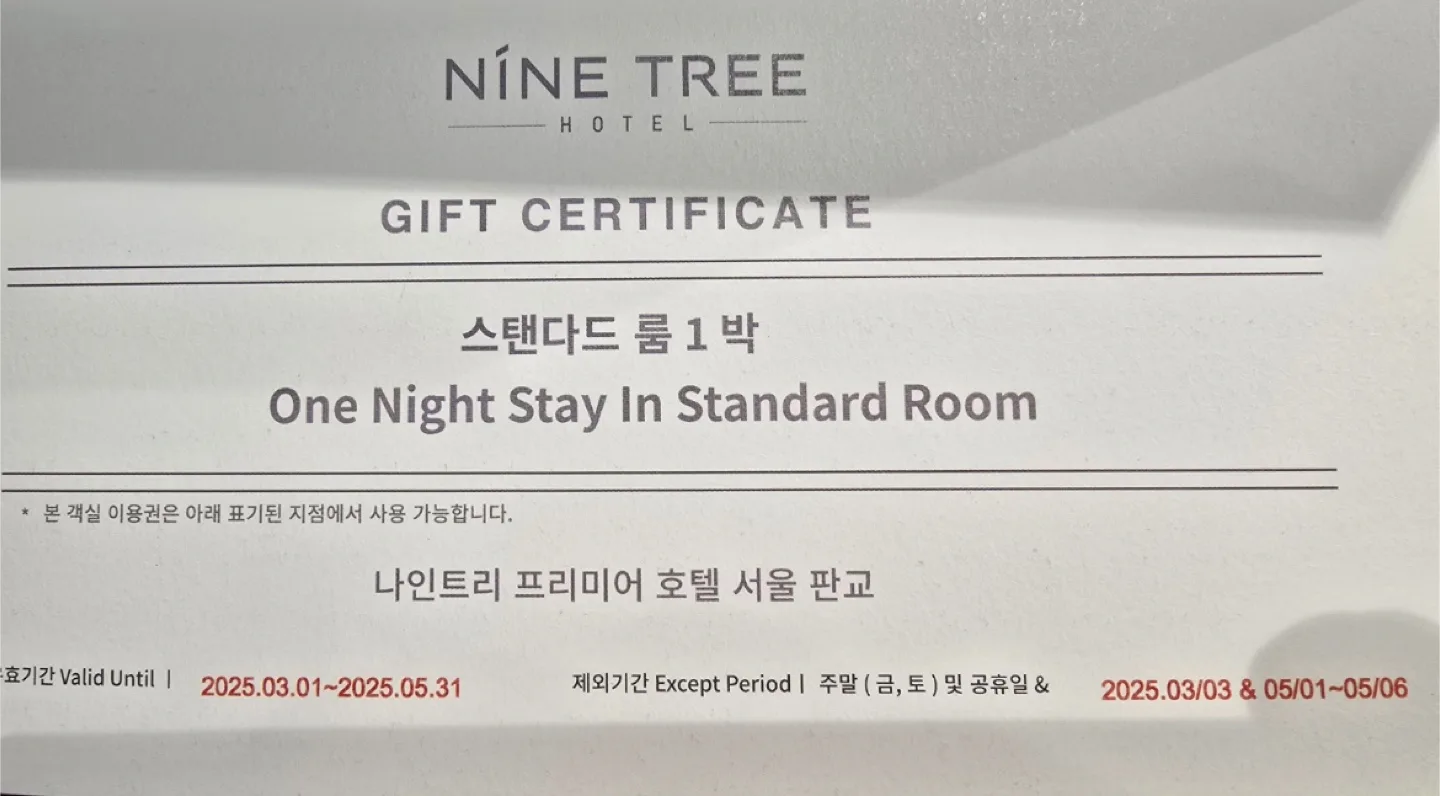 NÍNE TREE
HOTEL
GIFT CERTIFICATE
스탠다드 룸 1 박
One Night Stay In Standard Room
* 본 객실 이용권은 아래 표기된 지점에서 사용 가능합니다.
나인트리 프리미어 호텔 서울 판교
효기간 Valid Until | 2025.03.01~2025.05.31 제외기간 Except Period | 주말 ( 금, 토 ) 및 공휴일 & 2025.03/03 & 05/01~05/06